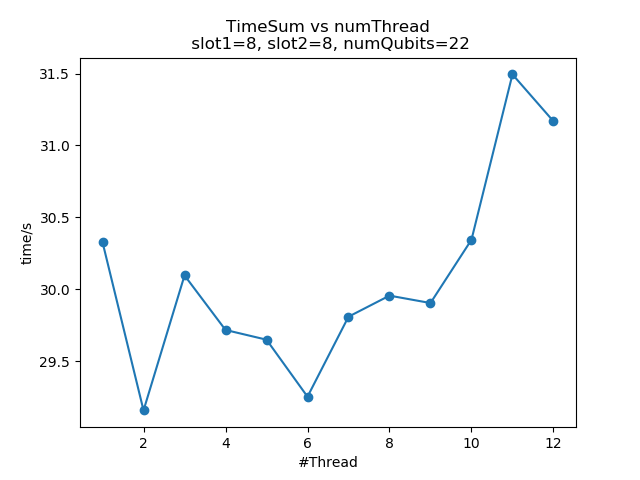 TimeSum vs numThread
slot1=8, slot2=8, numQubits=22
31.5
31.0
30.5
30.0
29.5
time/s
2 4 6 8 10 12
#Thread